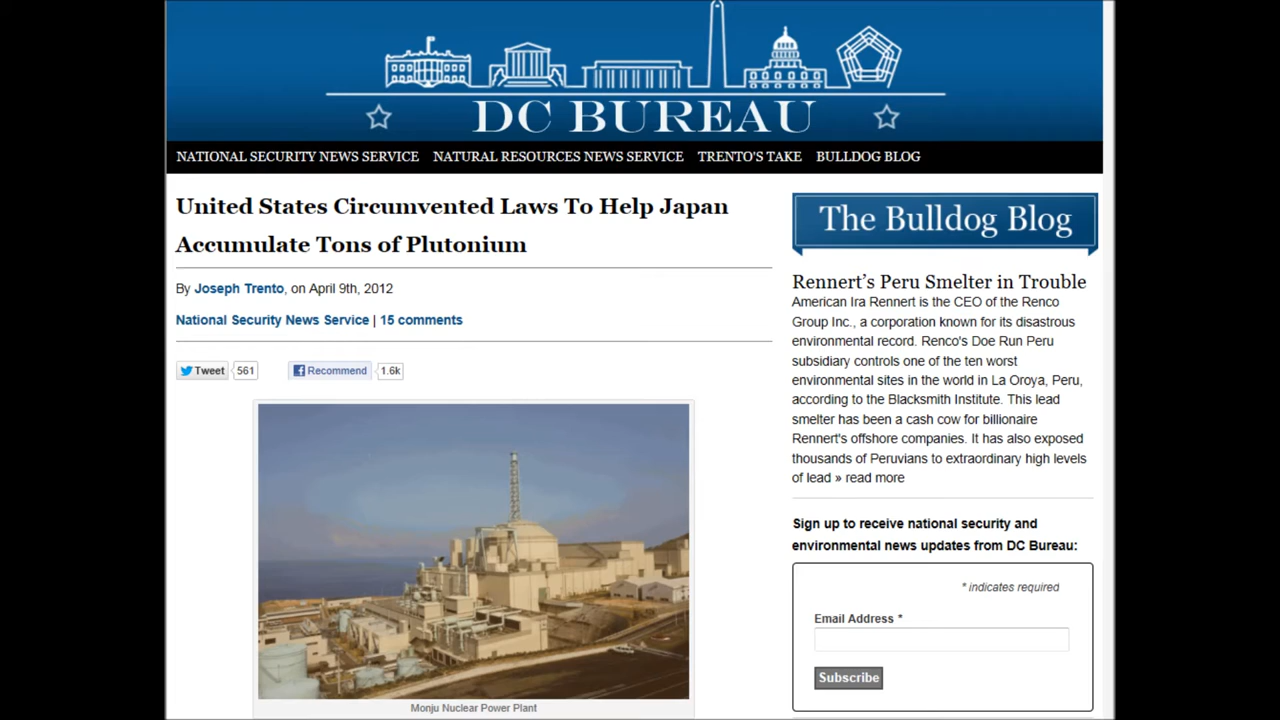 DC BUREAU
NATIONAL SECURITY NEWS SERVICE NATURAL RESOURCES NEWS SERVICE TRENTO'S TAKE BULLDOG BLOG
United States Circumvented Laws To Help Japan
Accumulate Tons of Plutonium
By Joseph Trento, on April 9th, 2012
National Security News Service | 15 comments
Tweet 561 Recommend 1.6k
Monju Nuclear Power Plant
The Bulldog Blog
Rennert’s Peru Smelter in Trouble
American Ira Rennert is the CEO of the Renco
Group Inc., a corporation known for its disastrous
environmental record. Renco's Doe Run Peru
subsidiary controls one of the ten worst
environmental sites in the world in La Oroya, Peru,
according to the Blacksmith Institute. This lead
smelter has been a cash cow for billionaire
Rennert's offshore companies. It has also exposed
thousands of Peruvians to extraordinary high levels
of lead » read more
Sign up to receive national security and
environmental news updates from DC Bureau:
* indicates required
Email Address *
Subscribe